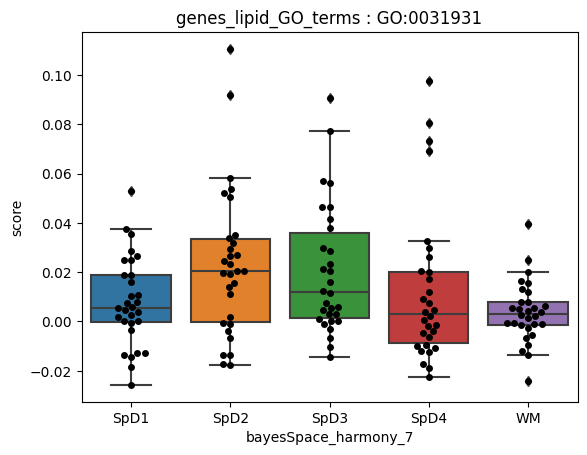 genes_lipid_GO_terms : GO:0031931
0.10
0.08
0.06
0.04
0.02
0.00
−0.02
score
SpD1 SpD2 SpD3 SpD4 WM
bayesSpace_harmony_7